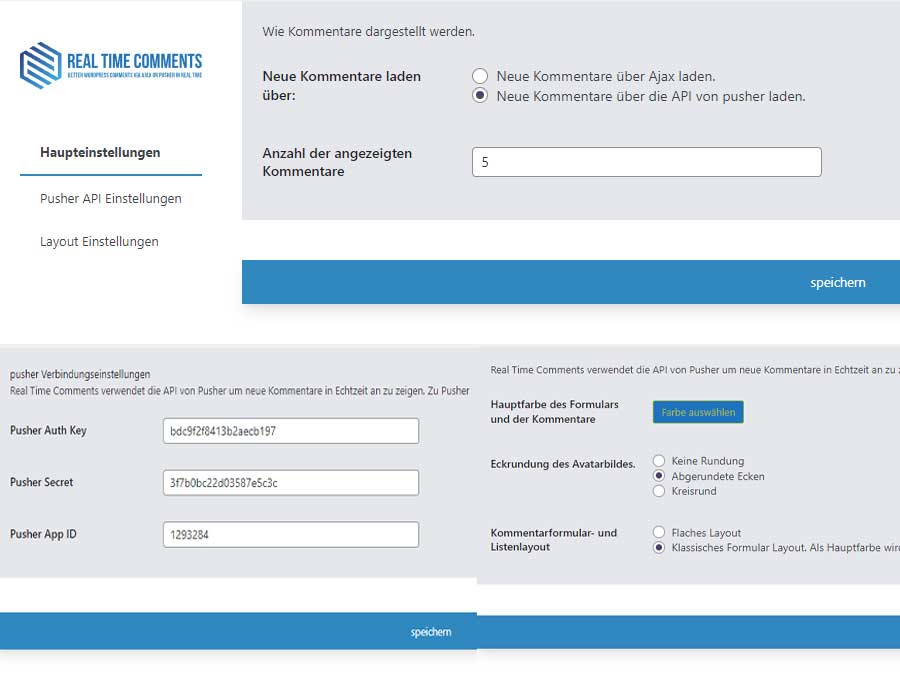 REAL TIME COMMENTS
BETTER WORDPRESS COMMENTS VIA AJAX OR PUSHER IN REAL TIME
Haupteinstellungen
Pusher API Einstellungen
Layout Einstellungen
Wie Kommentare dargestellt werden.
Neue Kommentare laden
über:
Neue Kommentare über Ajax laden.
Neue Kommentare über die API von pusher laden.
Anzahl der angezeigten
Kommentare
5
speichern
pusher Verbindungseinstellungen
Real Time Comments verwendet die API von Pusher um neue Kommentare in Echtzeit an zu zeigen. Zu Pusher
Pusher Auth Key
bdc9f2f8413b2aecb197
Pusher Secret
3f7b0bc22d03587e5c3c
Pusher App ID
1293284
speichern
Real Time Comments verwendet die API von Pusher um neue Kommentare in Echtzeit an zu
Hauptfarbe des Formulars
und der Kommentare
Farbe auswählen
Eckrundung des Avatarbildes.
Keine Rundung
Abgerundete Ecken
Kreisrund
Kommentarformular- und
Listenlayout
Flaches Layout
Klassisches Formular Layout. Als Hauptfarbe wird